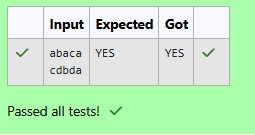 Input Expected Got
abaca YES YES
cdbda
Passed all tests!